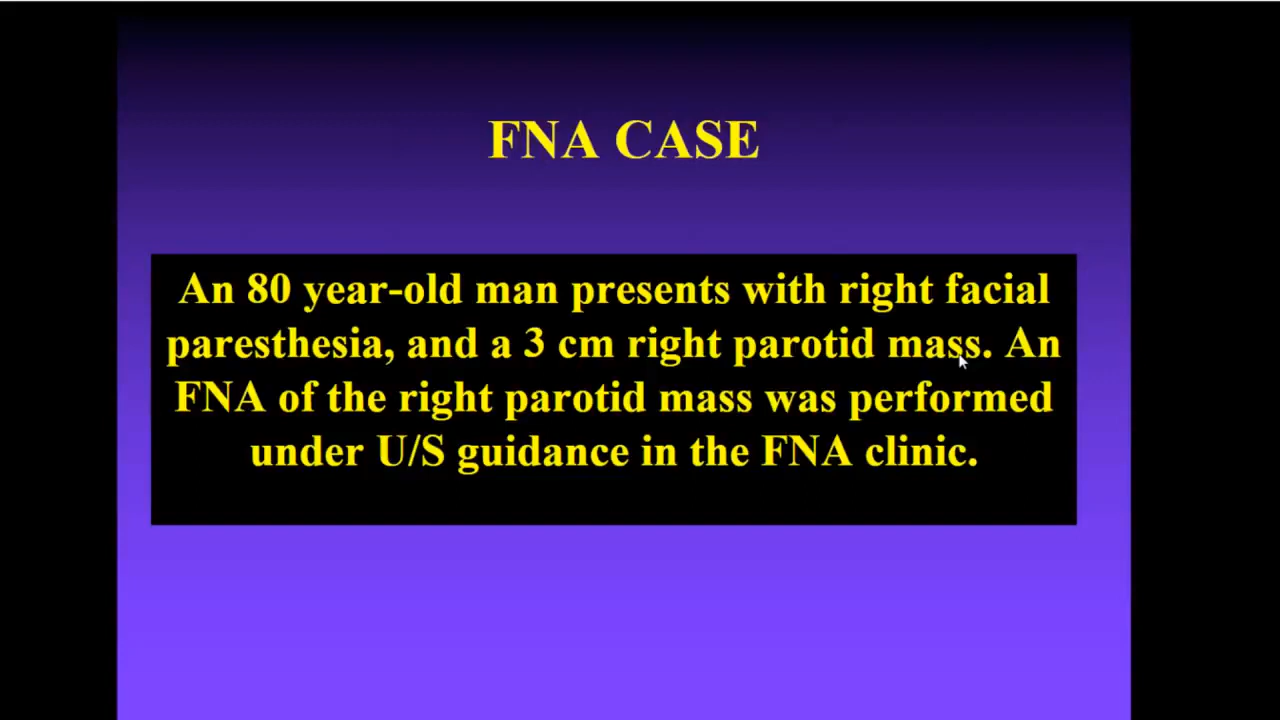 FNA CASE
An 80 year-old man presents with right facial
paresthesia, and a 3 cm right parotid mass. An
FNA of the right parotid mass was performed
under U/S guidance in the FNA clinic.